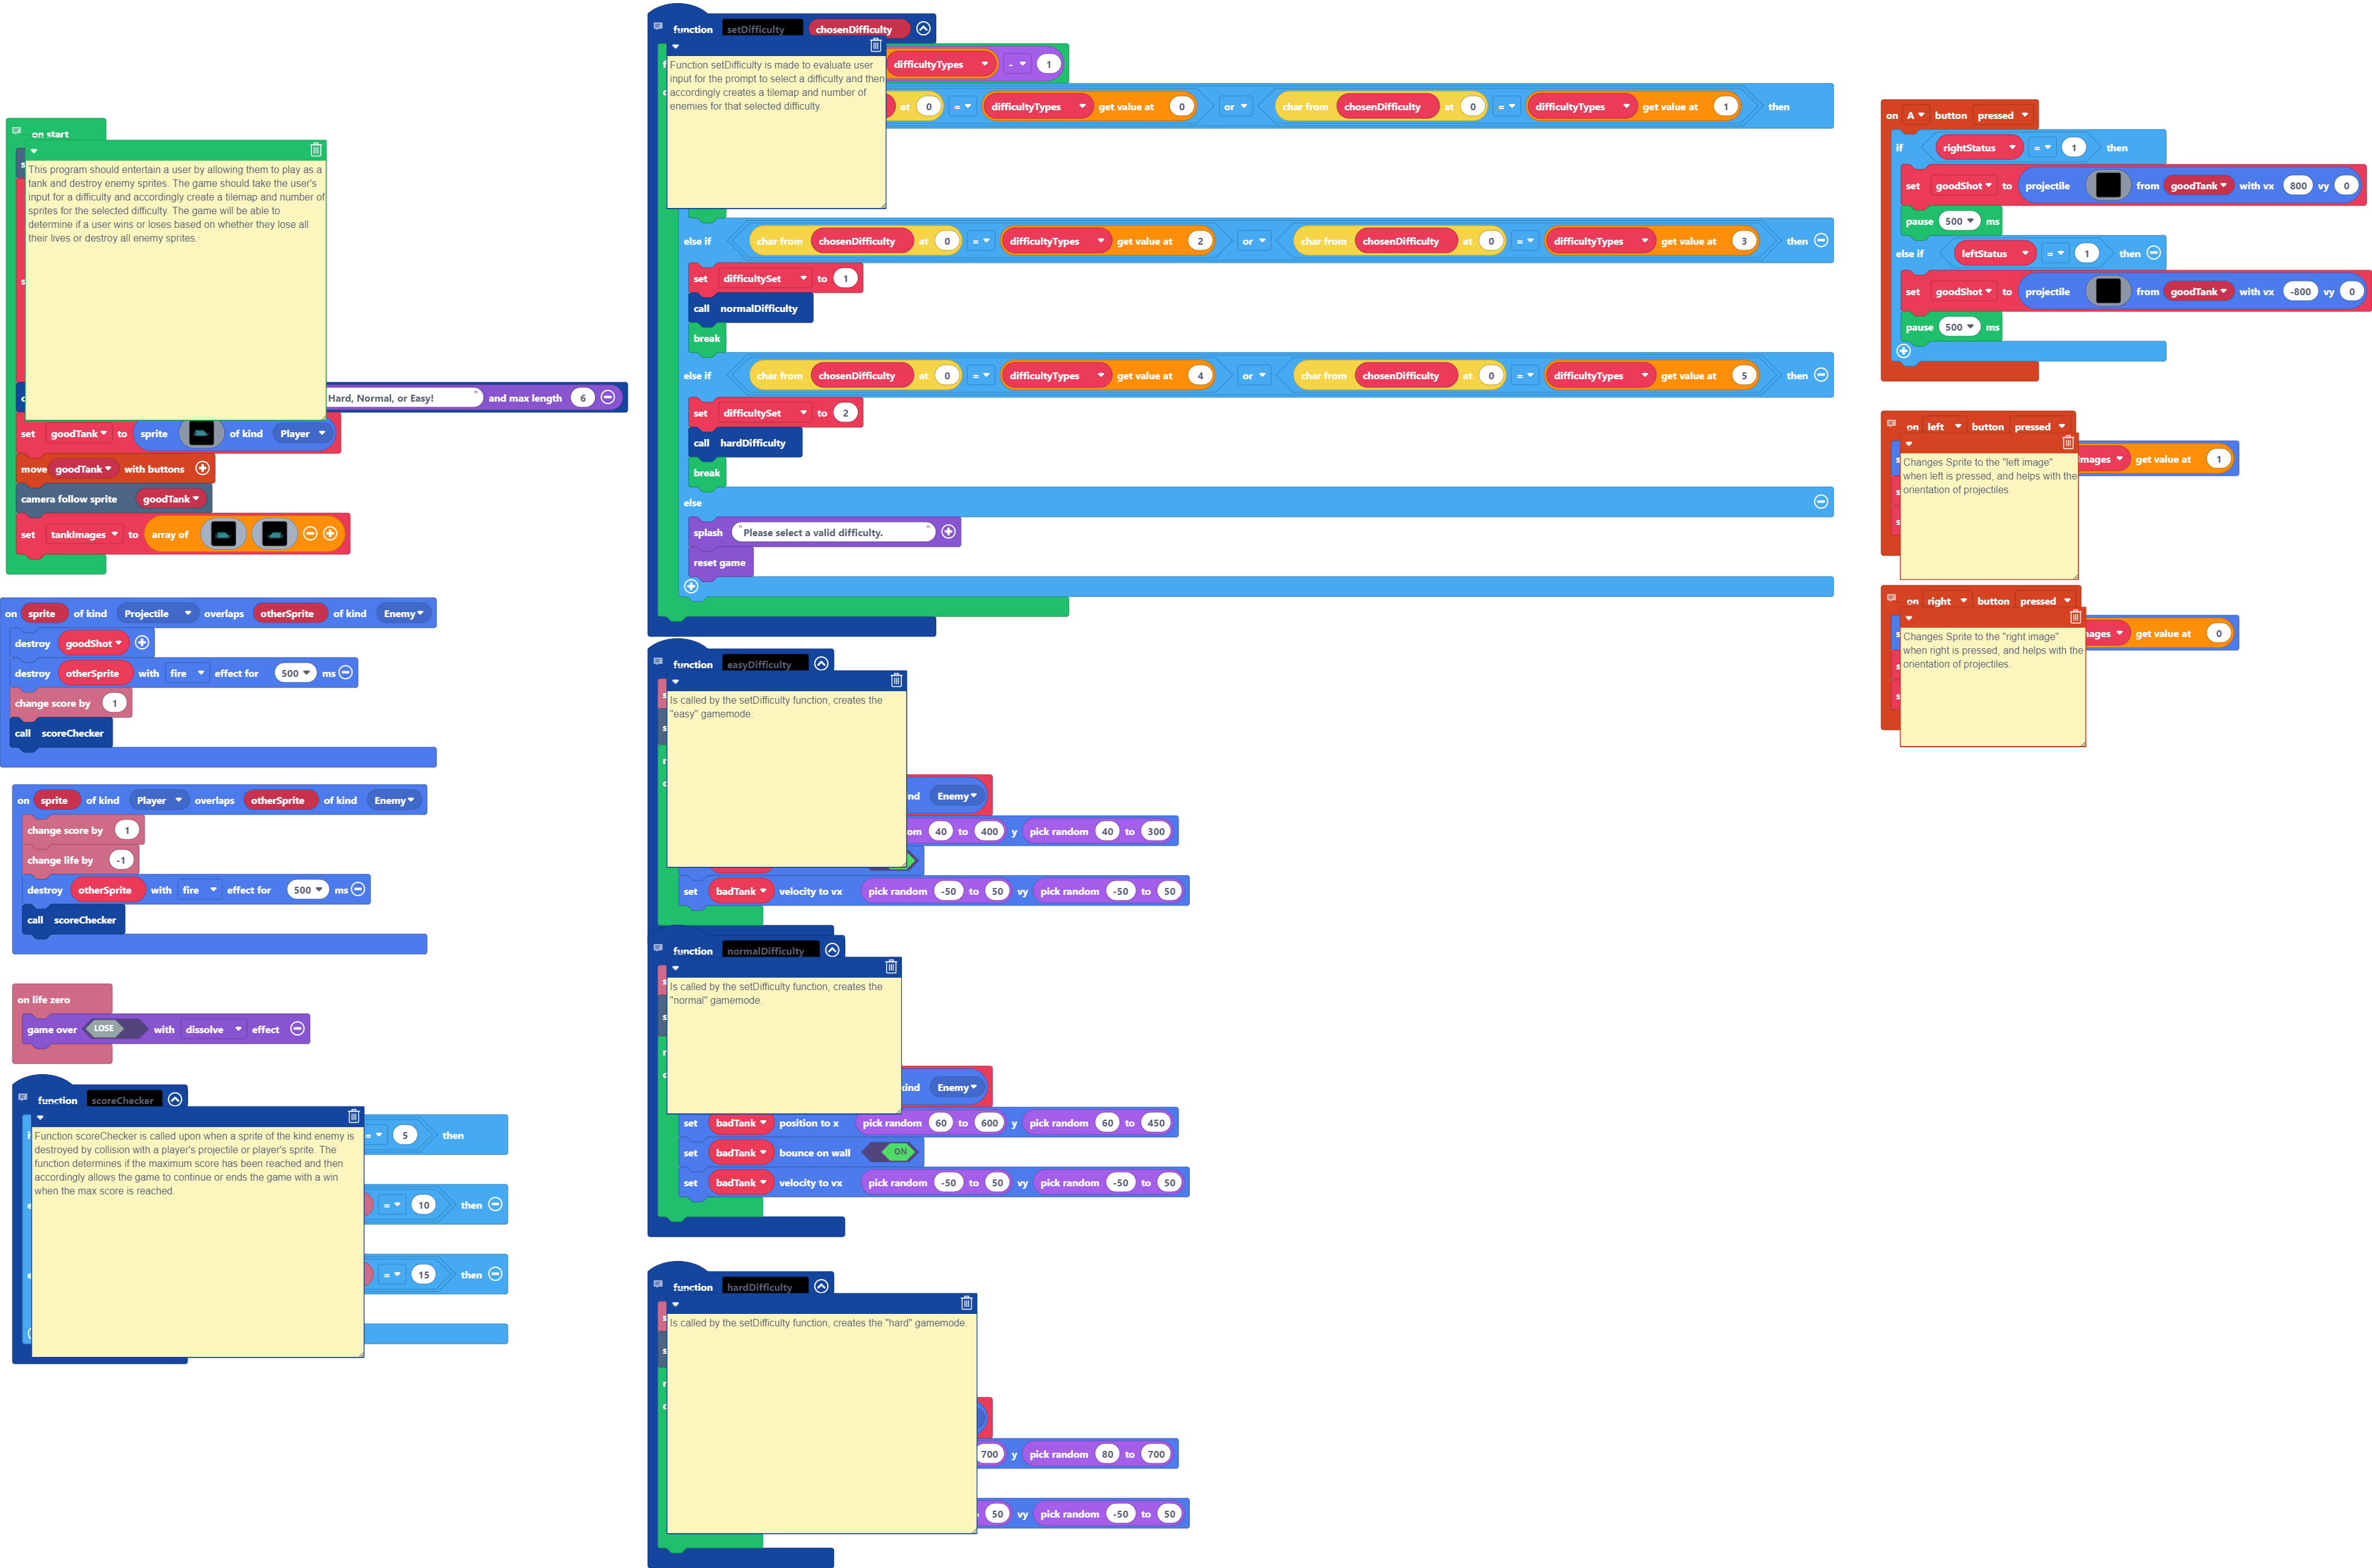 on start
This program should entertain a user by allowing them to play as a
tank and destroy enemy sprites. The game should take the user's
input for a difficulty and accordingly create a tilemap and number of
sprites for the selected difficulty. The game will be able to
determine if a user wins or loses based on whether they lose all
their lives or destroy all enemy sprites.
Hard, Normal, or Easy! " and max length 6
set goodTank to sprite of kind Player
move goodTank with buttons
camera follow sprite goodTank
set tankImages to array of
on sprite of kind Projectile overlaps otherSprite of kind Enemy
destroy goodShot
destroy otherSprite with fire effect for 500 ms
change score by 1
call scoreChecker
on sprite of kind Player overlaps otherSprite of kind Enemy
change score by 1
change life by -1
destroy otherSprite with fire effect for 500 ms
call scoreChecker
on life zero
game over LOSE with dissolve effect
function scoreChecker
Function scoreChecker is called upon when a sprite of the kind enemy is
destroyed by collision with a player's projectile or player's sprite. The
function determines if the maximum score has been reached and then
accordingly allows the game to continue or ends the game with a win
when the max score is reached.
= 5 then
= 10 then
= 15 then
function setDifficulty chosenDifficulty
Function setDifficulty is made to evaluate user
input for the prompt to select a difficulty and then
accordingly creates a tilemap and number of
enemies for that selected difficulty.
difficultyTypes - 1
at 0 = difficultyTypes get value at 0 or char from chosenDifficulty at 0 = difficultyTypes get value at 1 then
else if char from chosenDifficulty at 0 = difficultyTypes get value at 2 or char from chosenDifficulty at 0 = difficultyTypes get value at 3 then
set difficultySet to 1
call normalDifficulty
break
else if char from chosenDifficulty at 0 = difficultyTypes get value at 4 or char from chosenDifficulty at 0 = difficultyTypes get value at 5 then
set difficultySet to 2
call hardDifficulty
break
else
splash " Please select a valid difficulty. "
reset game
function easyDifficulty
Is called by the setDifficulty function, creates the
"easy" gamemode.
Enemy
40 to 400 y pick random 40 to 300
set badTank velocity to vx pick random -50 to 50 vy pick random -50 to 50
function normalDifficulty
Is called by the setDifficulty function, creates the
"normal" gamemode.
Enemy
set badTank position to x pick random 60 to 600 y pick random 60 to 450
set badTank bounce on wall ON
set badTank velocity to vx pick random -50 to 50 vy pick random -50 to 50
function hardDifficulty
Is called by the setDifficulty function, creates the "hard" gamemode.
700 y pick random 80 to 700
50 vy pick random -50 to 50
on A button pressed
if rightStatus = 1 then
set goodShot to projectile from goodTank with vx 800 vy 0
pause 500 ms
else if leftStatus = 1 then
set goodShot to projectile from goodTank with vx -800 vy 0
pause 500 ms
on left button pressed
Changes Sprite to the "left image"
when left is pressed, and helps with the
orientation of projectiles.
get value at 1
on right button pressed
Changes Sprite to the "right image"
when right is pressed, and helps with the
orientation of projectiles.
get value at 0